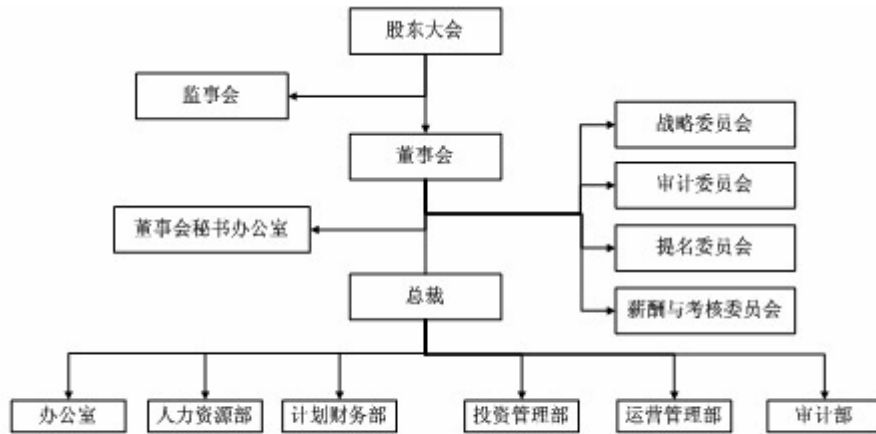 股东大会
监事会
战略委员会
董事会
审计委员会
董事会秘书办公室
提名委员会
总裁
薪酬与考核委员会
办公室
人力资源部
计划财务部
投资管理部
运营管理部
审计部